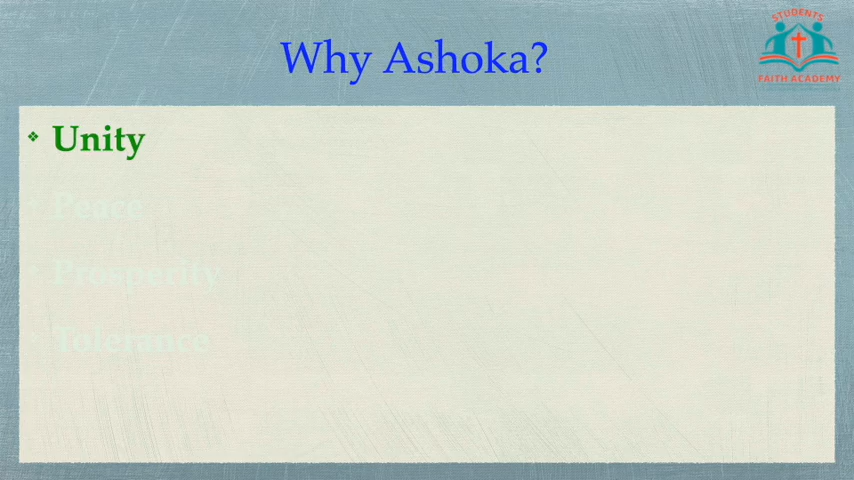 Why Ashoka?
STUDENTS
FAITH ACADEMY
❖ Unity
Peace
Prosperity
Tolerance